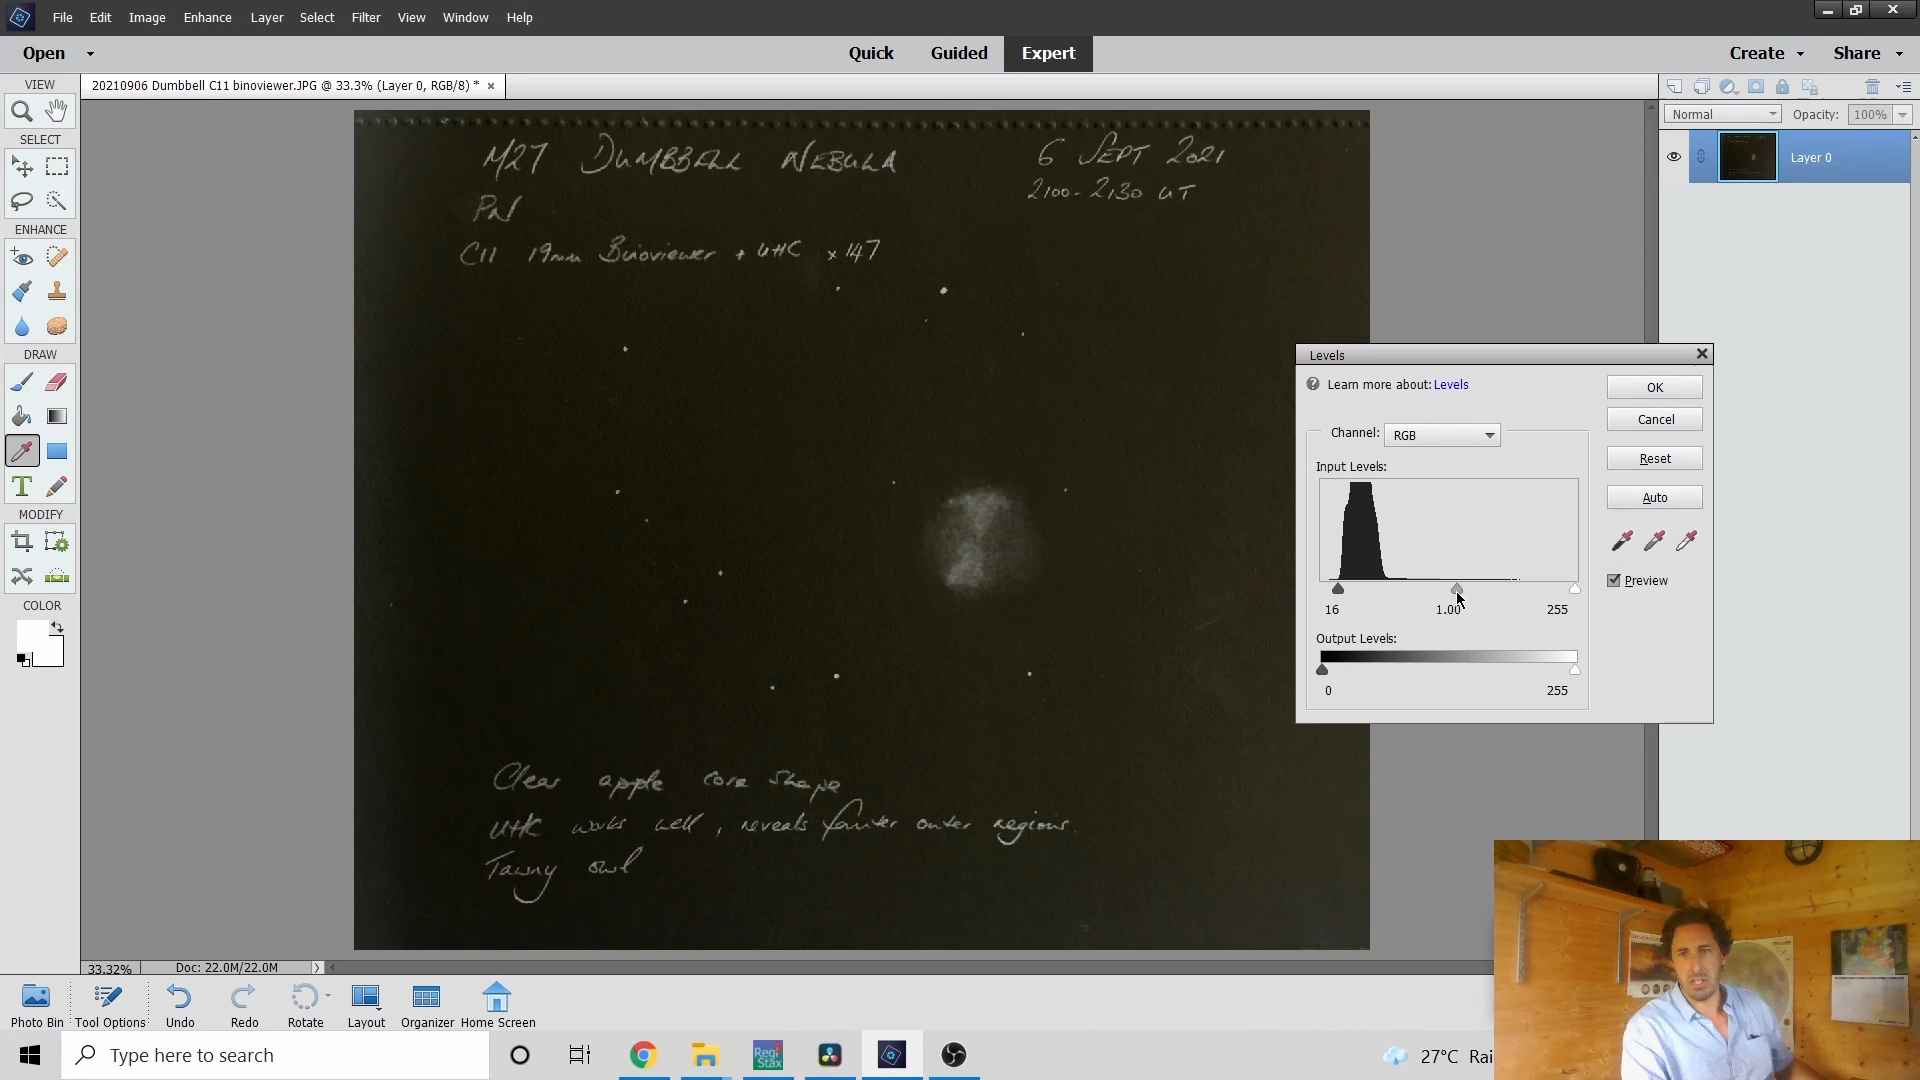 File Edit Image Enhance Layer Select Filter View Window Help
Open Quick Guided Expert Create Share
VIEW
20210906 Dumbbell C11 binoviewer.JPG @ 33.3% (Layer 0, RGB/8) * ×
Normal Opacity: 100%
Layer 0
SELECT
ENHANCE
DRAW
MODIFY
COLOR
M27 DUMBBELL NEBULA 6 SEPT 2021
2100-2130 UT
PN
C11 19mm Binoviewer + UHC x147
Clear apple core shape
UHC works well, reveals fainter outer regions.
Tawny owl
Levels
Learn more about: Levels
OK
Cancel
Channel: RGB
Reset
Input Levels:
Auto
Preview
16 1.00 255
Output Levels:
0 255
33.32% Doc: 22.0M/22.0M
Photo Bin Tool Options Undo Redo Rotate Layout Organizer Home Screen
Type here to search
Regi
Stax
27°C Rai